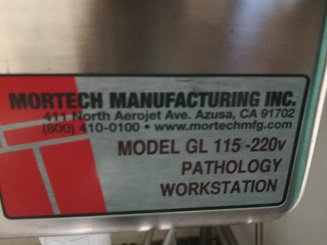 MORTECH MANUFACTURING INC.
411 North Aerojet Ave. Azusa, CA 91702
(800) 410-0100 • www.mortechmfg.com
MODEL GL 115-220v
PATHOLOGY
WORKSTATION